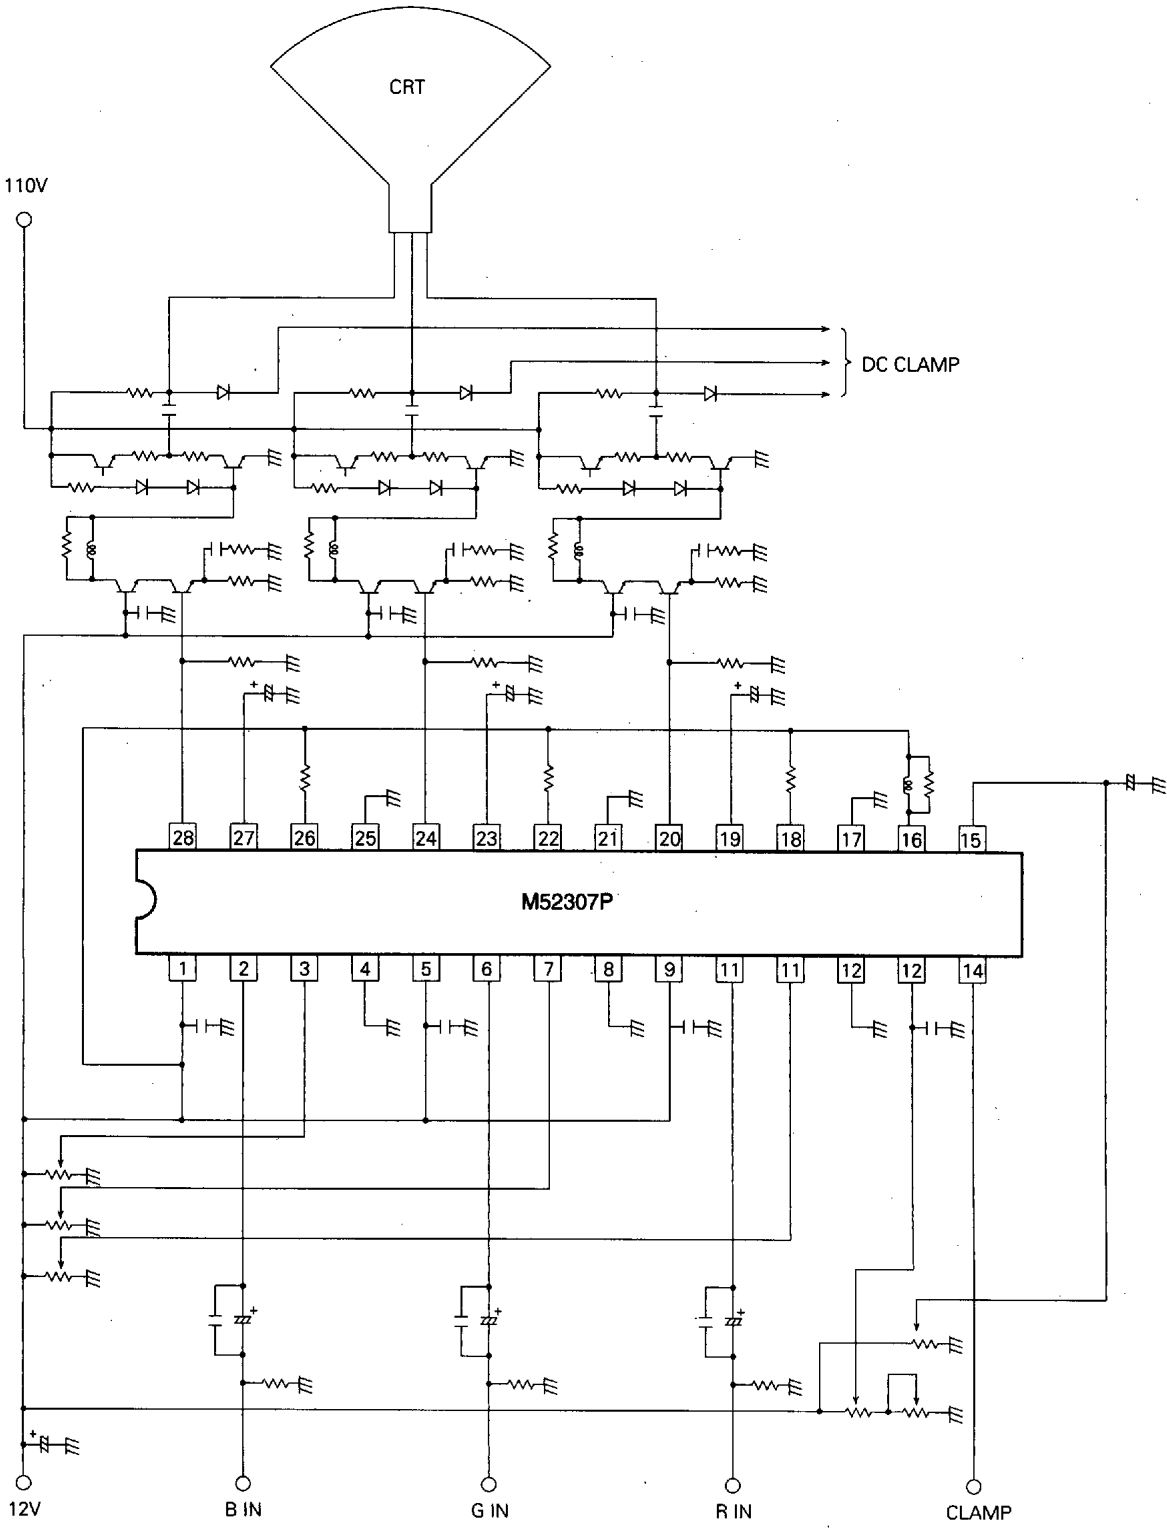 CRT
110V
DC CLAMP
+ + +
28 27 26 25 24 23 22 21 20 19 18 17 16 15
M52307P
1 2 3 4 5 6 7 8 9 11 11 12 12 14
+ + +
+
12V B IN G IN R IN CLAMP